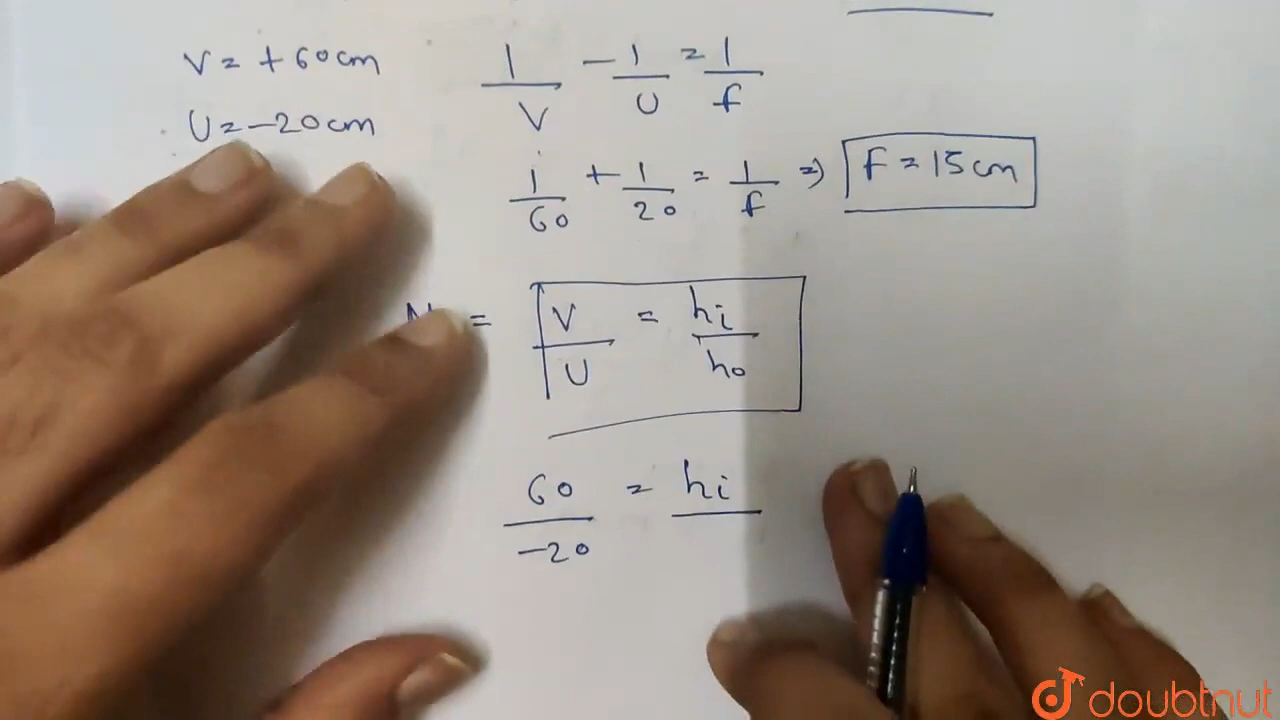 V = +60cm
U = -20cm
1/V - 1/U = 1/f
1/60 + 1/20 = 1/f ⇒ f = 15cm
= V/U = hi/ho
60/-20 = hi
doubtnut